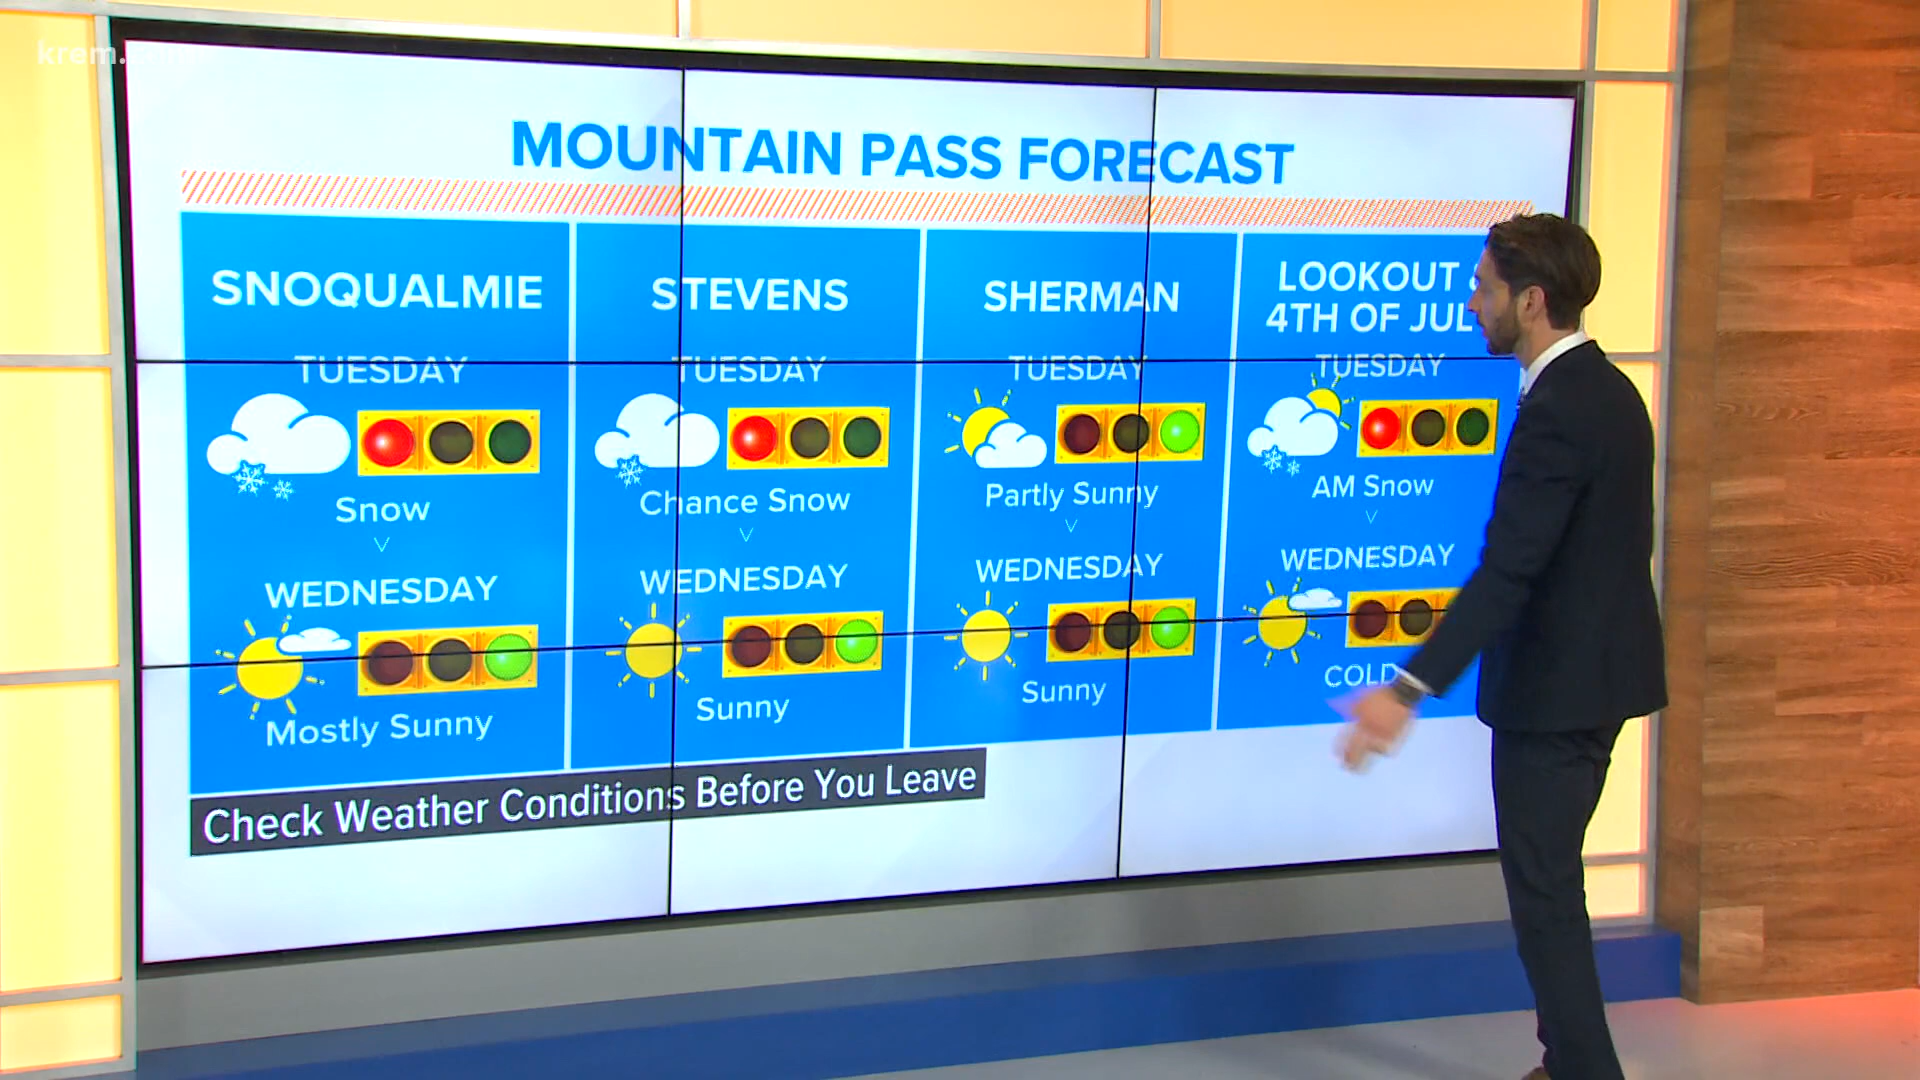 MOUNTAIN PASS FORECAST
SNOQUALMIE
TUESDAY
Snow
WEDNESDAY
Mostly Sunny
STEVENS
TUESDAY
Chance Snow
WEDNESDAY
Sunny
SHERMAN
TUESDAY
Partly Sunny
WEDNESDAY
Sunny
LOOKOUT
4TH OF
TUESDAY
AM Snow
WEDNESDAY
COLD
Check Weather Conditions Before You Leave